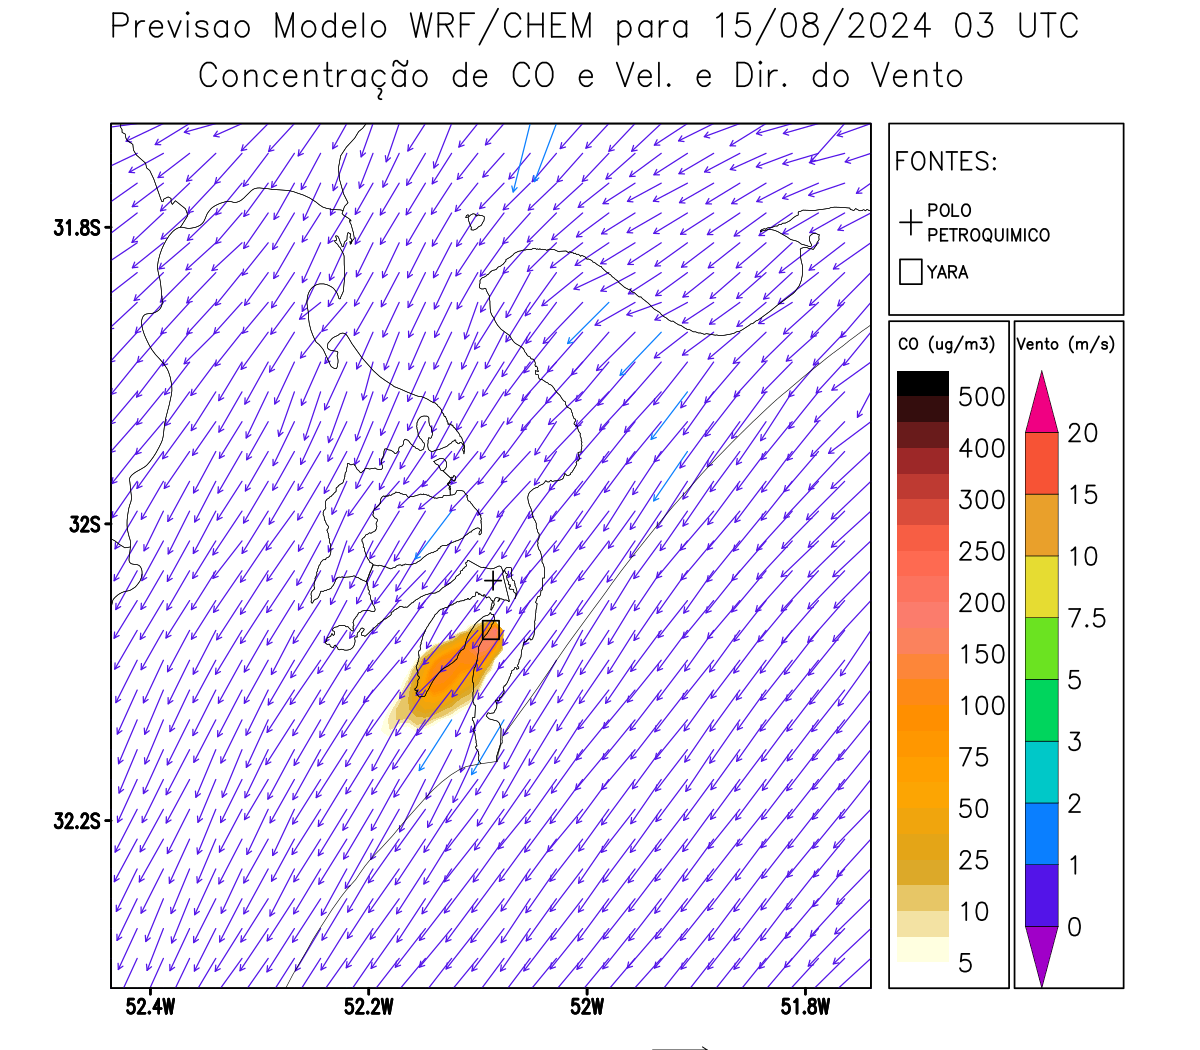 Previsao Modelo WRF/CHEM para 15/08/2024 03 UTC
Concentração de CO e Vel. e Dir. do Vento
FONTES:
POLO
PETROQUIMICO
YARA
31.8S
32S
32.2S
52.4W
52.2W
52W
51.8W
CO (ug/m3)
500
400
300
250
200
150
100
75
50
25
10
5
Vento (m/s)
20
15
10
7.5
5
3
2
1
0